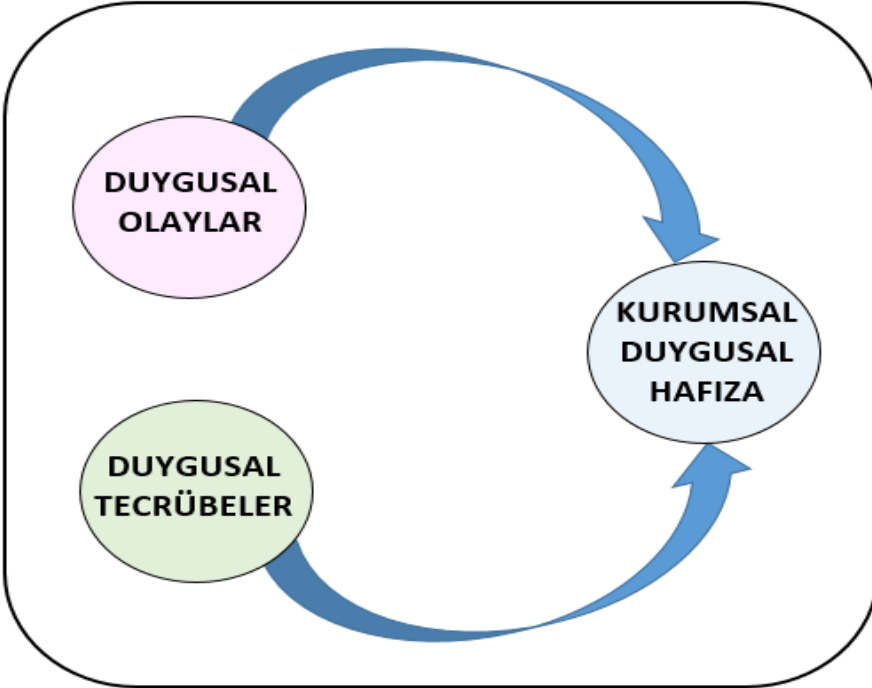 DUYGUSAL
OLAYLAR
KURUMSAL
DUYGUSAL
HAFIZA
DUYGUSAL
TECRÜBELER